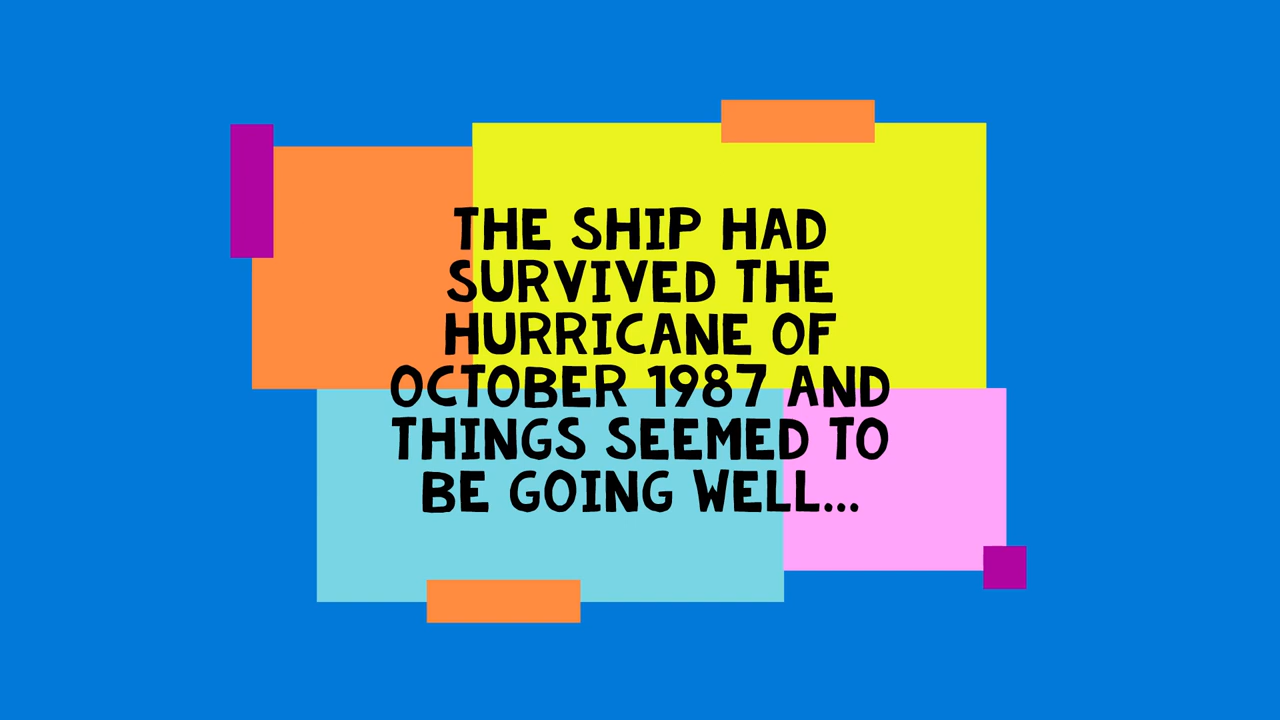 THE SHIP HAD
SURVIVED THE
HURRICANE OF
OCTOBER 1987 AND
THINGS SEEMED TO
BE GOING WELL...